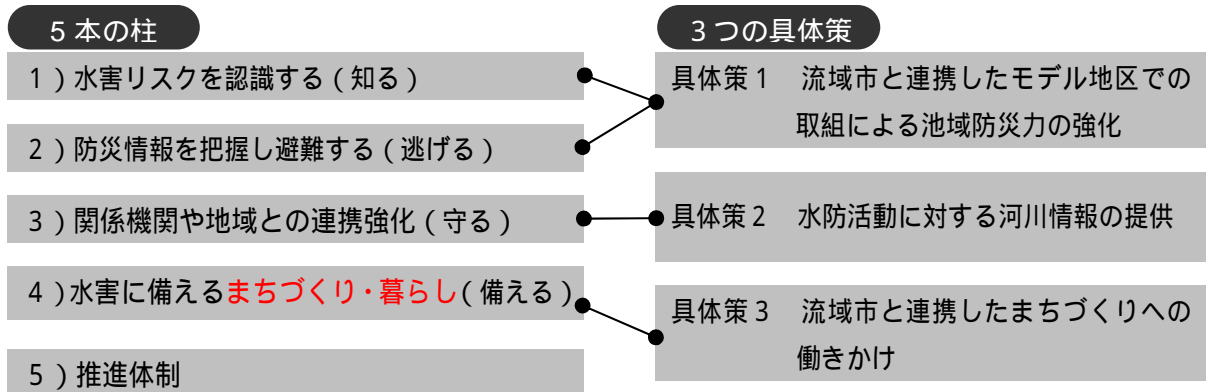 5本の柱
1)水害リスクを認識する(知る)
2)防災情報を把握し避難する(逃げる)
3)関係機関や地域との連携強化(守る)
4)水害に備えるまちづくり・暮らし(備える)
5)推進体制
3つの具体策
具体策1 流域市と連携したモデル地区での
取組による池域防災力の強化
具体策2 水防活動に対する河川情報の提供
具体策3 流域市と連携したまちづくりへの
働きかけ